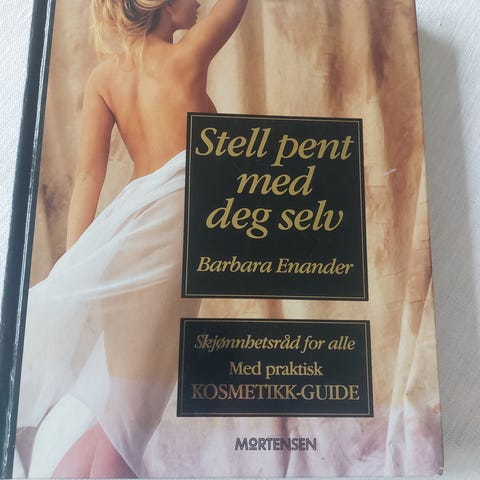 Stell pent
med
deg selv
Barbara Enander
Skjønnhetsråd for alle
Med praktisk
KOSMETIKK-GUIDE
MORTENSEN